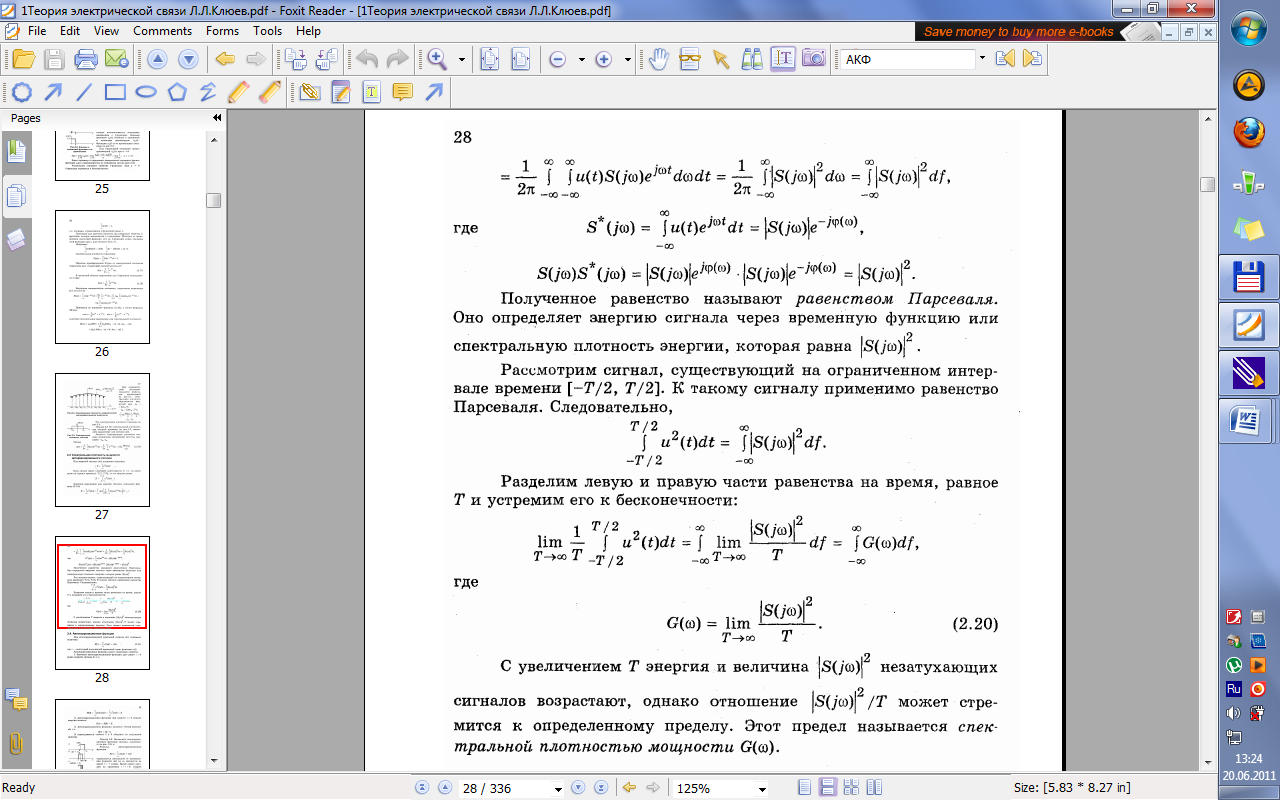 1Теория электрической связи Л.Л.Клюев.pdf - Foxit Reader - [1Теория электрической связи Л.Л.Клюев.pdf]
File Edit View Comments Forms Tools Help
Save money to buy more e-books
АКФ
Pages
25
26
27
28
28
= 1/2π ∫_{−∞}^{∞} ∫_{−∞}^{∞} u(t)S(jω)e^{jωt}dωdt = 1/2π ∫_{−∞}^{∞} |S(jω)|² dω = ∫_{−∞}^{∞} |S(jω)|² df,
где S*(jω) = ∫_{−∞}^{∞} u(t)e^{jωt}dt = |S(jω)|e^{−jφ(ω)},
S(jω)S*(jω) = |S(jω)|e^{jφ(ω)} · |S(jω)|e^{−jφ(ω)} = |S(jω)|².
Полученное равенство называют равенством Парсеваля.
Оно определяет энергию сигнала через временную функцию или
спектральную плотность энергии, которая равна |S(jω)|².
Рассмотрим сигнал, существующий на ограниченном интер-
вале времени [−T/2, T/2]. К такому сигналу применимо равенство
Парсеваля. Следовательно,
∫_{−T/2}^{T/2} u²(t)dt = ∫_{−∞}^{∞} |S(jω)|² df.
Разделим левую и правую части равенства на время, равное
T и устремим его к бесконечности:
lim_{T→∞} 1/T ∫_{−T/2}^{T/2} u²(t)dt = ∫_{−∞}^{∞} lim_{T→∞} |S(jω)|²/T df = ∫_{−∞}^{∞} G(ω)df,
где
G(ω) = lim_{T→∞} |S(jω)|²/T. (2.20)
С увеличением T энергия и величина |S(jω)|² незатухающих
сигналов возрастают, однако отношение |S(jω)|²/T может стре-
мится к определенному пределу. Этот предел называется спек-
тральной плотностью мощности G(ω).
Ready
28 / 336
125%
Size: [5.83 * 8.27 in]
Ru
13:24
20.06.2011